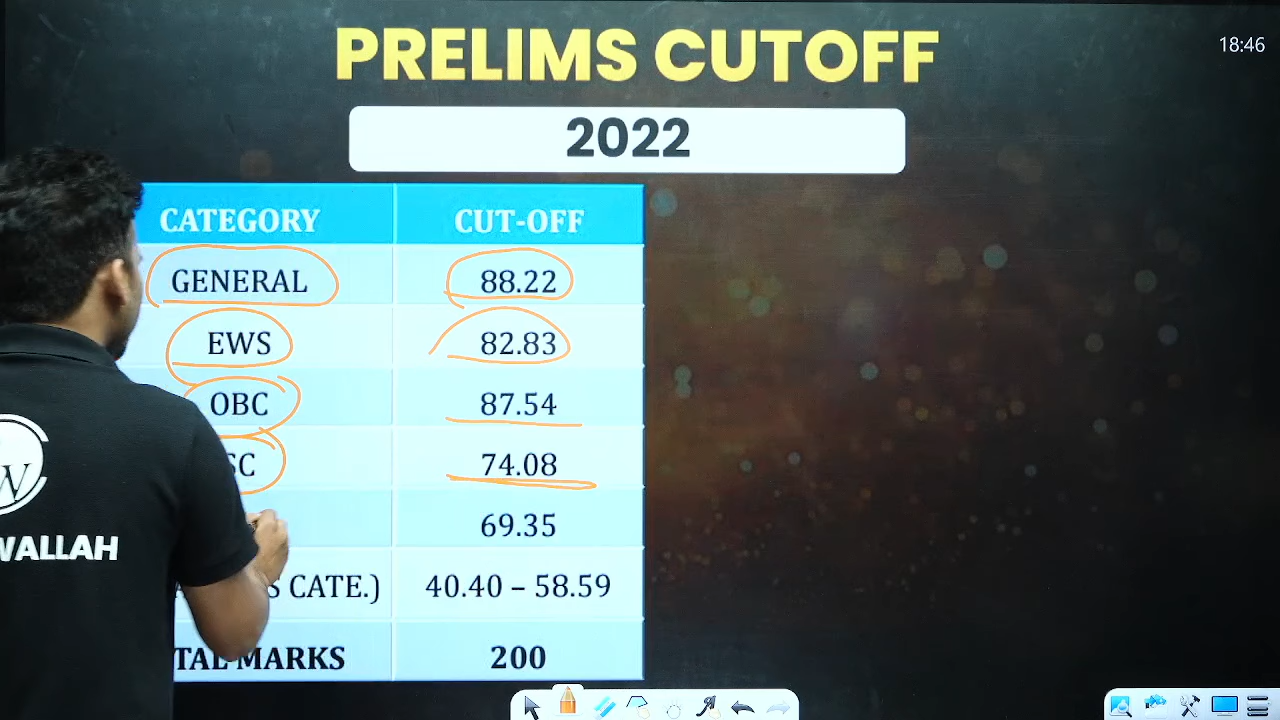 PRELIMS CUTOFF
18:46
2022
CATEGORY CUT-OFF
GENERAL 88.22
EWS 82.83
OBC 87.54
SC 74.08
69.35
CATE.) 40.40 – 58.59
MARKS 200
W
WALLAH